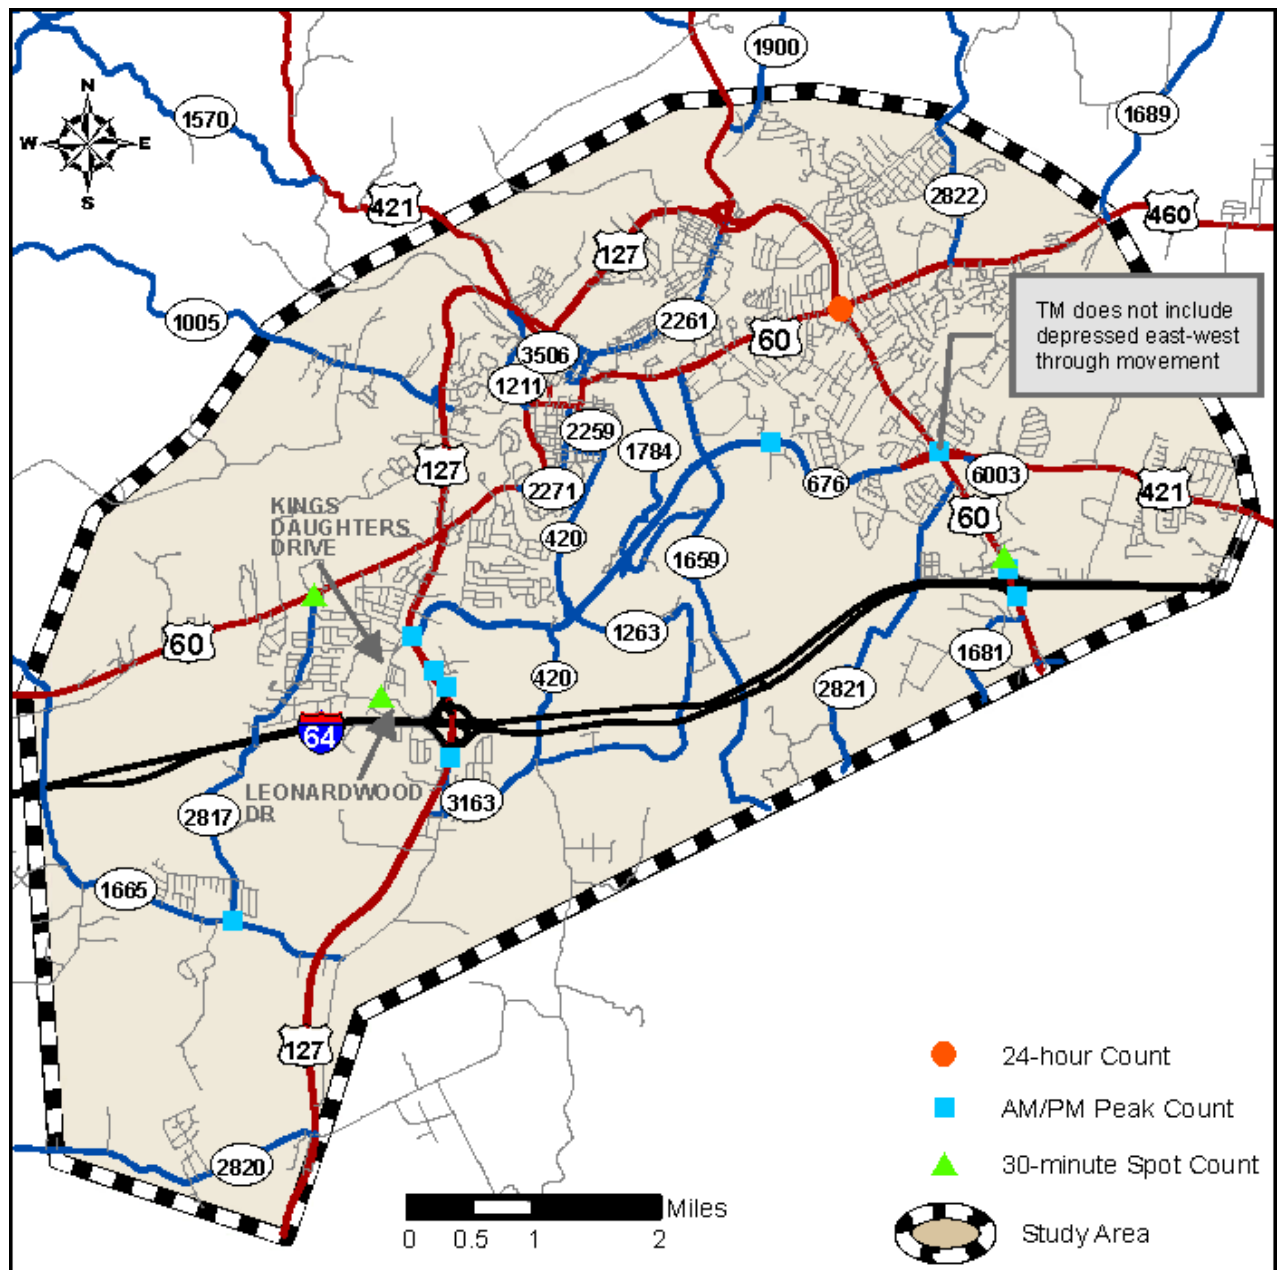 1900
1570
1689
N
W
E
S
421
2822
460
127
1005
2261
TM does not include
depressed east-west
through movement
60
3506
1211
2259
1784
127
676
6003
421
2271
60
KINGS
DAUGHTERS
DRIVE
420
1659
60
1263
1681
420
2821
64
LEONARDWOOD
DR
3163
2817
1665
127
24-hour Count
AM/PM Peak Count
30-minute Spot Count
2820
Miles
0 0.5 1 2
Study Area